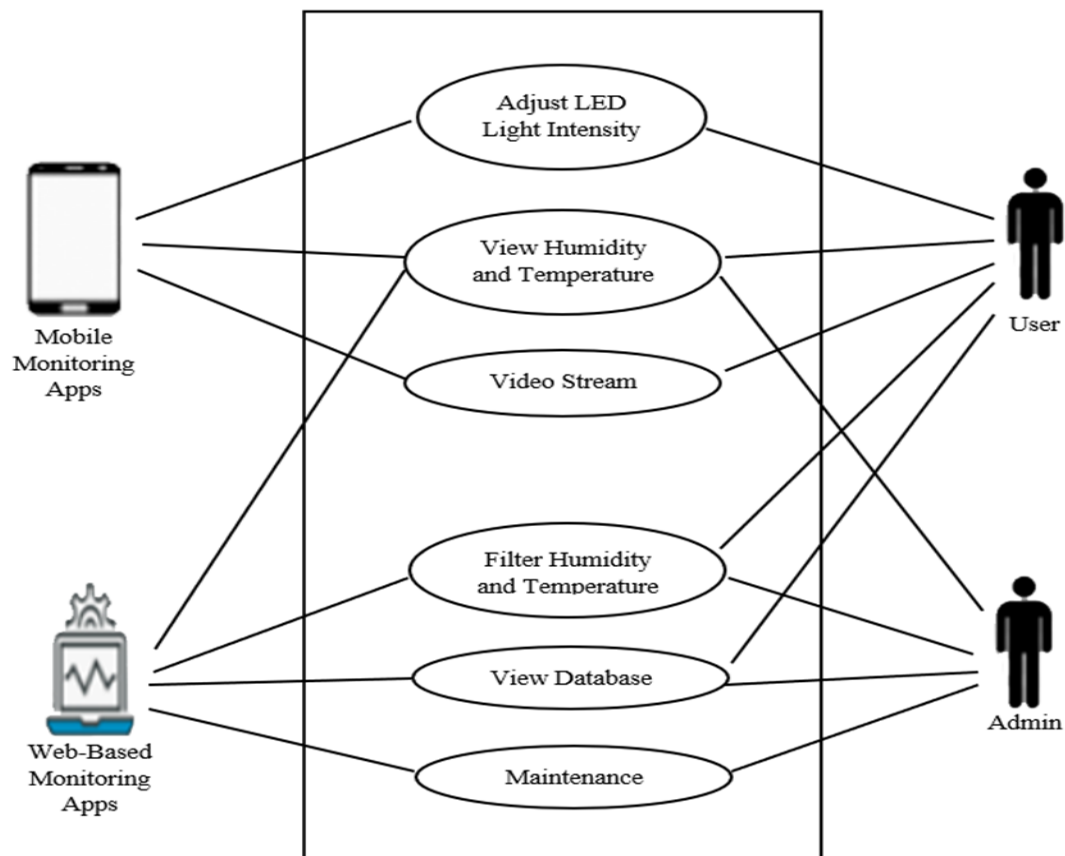 Adjust LED
Light Intensity
View Humidity
and Temperature
Video Stream
Filter Humidity
and Temperature
View Database
Maintenance
Mobile
Monitoring
Apps
Web-Based
Monitoring
Apps
User
Admin